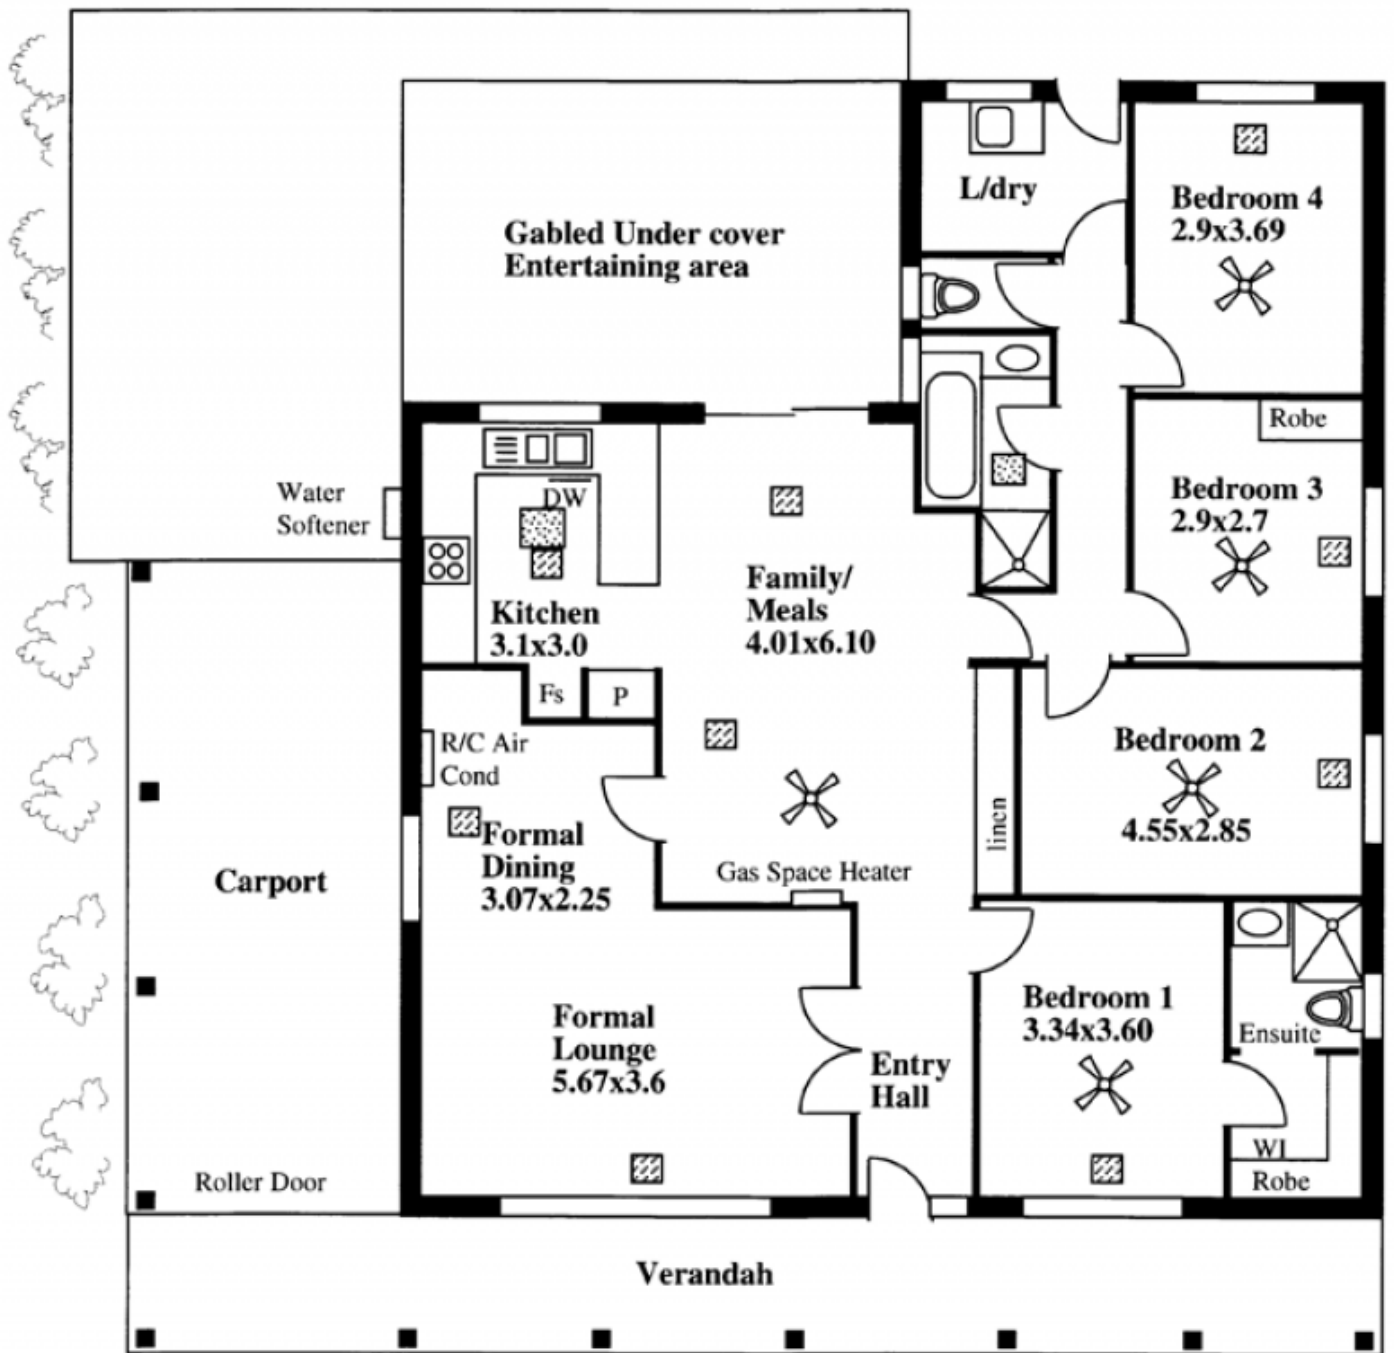 L/dry
Bedroom 4
2.9x3.69
Gabled Under cover
Entertaining area
Robe
Bedroom 3
2.9x2.7
Water
Softener
DW
Kitchen
3.1x3.0
Family/
Meals
4.01x6.10
Fs
P
R/C Air
Cond
Bedroom 2
4.55x2.85
linen
Formal
Dining
3.07x2.25
Gas Space Heater
Carport
Bedroom 1
3.34x3.60
Ensuite
Formal
Lounge
5.67x3.6
Entry
Hall
WI
Robe
Roller Door
Verandah